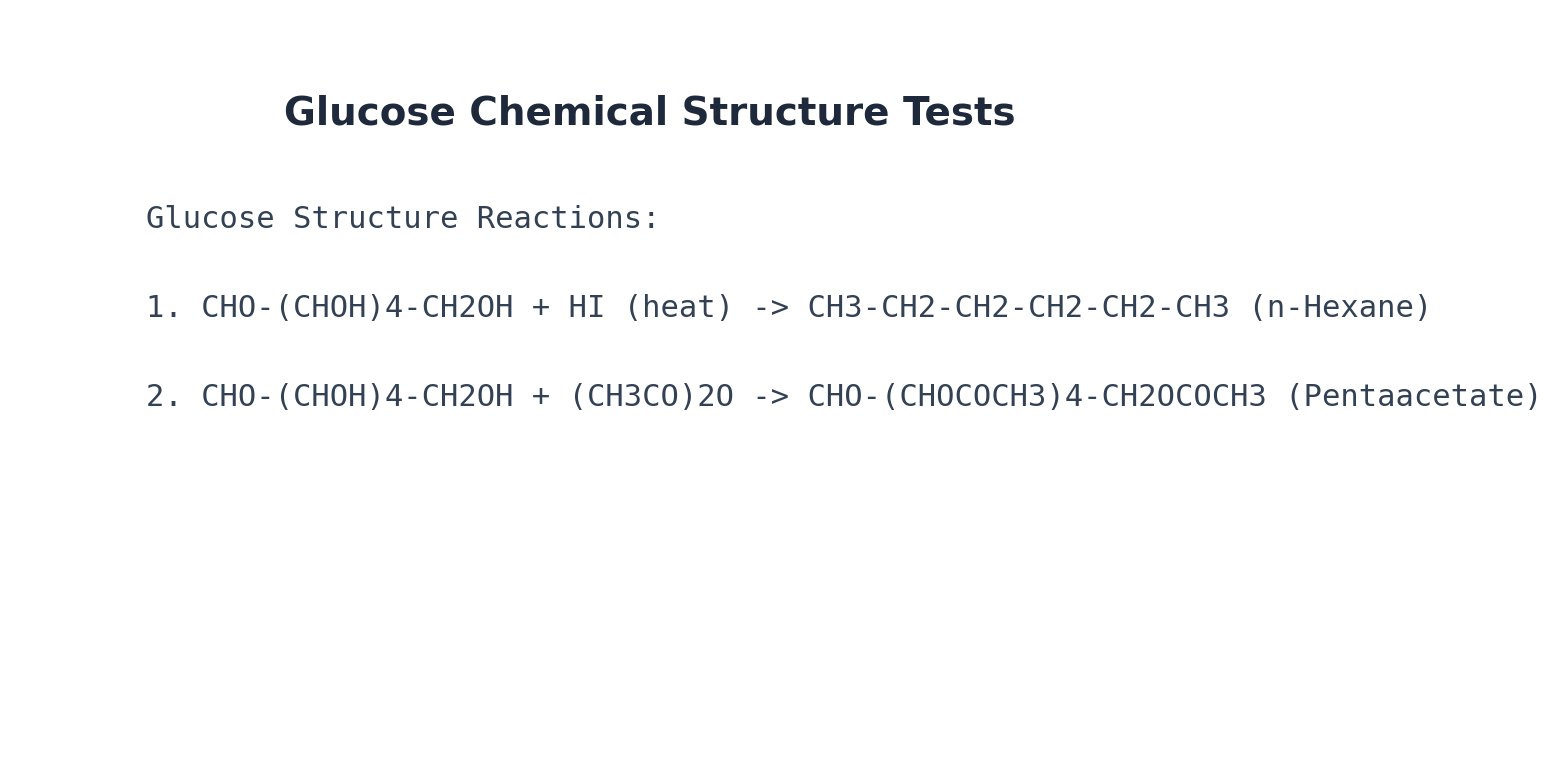 Glucose Chemical Structure Tests
Glucose Structure Reactions:
1. CHO-(CHOH)4-CH2OH + HI (heat) -> CH3-CH2-CH2-CH2-CH2-CH3 (n-Hexane)
2. CHO-(CHOH)4-CH2OH + (CH3CO)2O -> CHO-(CHOCOCH3)4-CH2OCOCH3 (Pentaacetate)